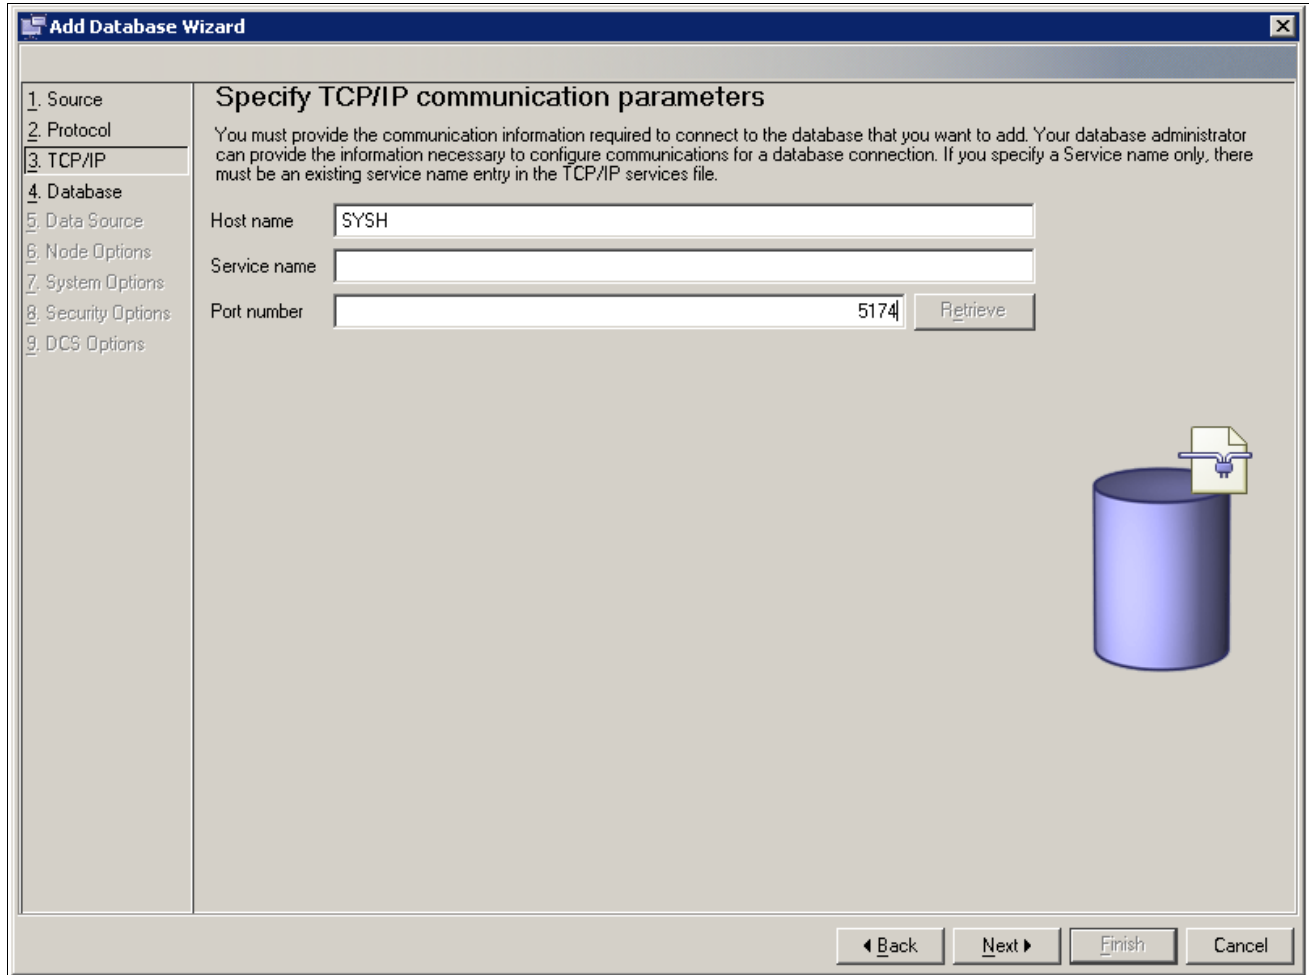 Add Database Wizard
1. Source
2. Protocol
3. TCP/IP
4. Database
5. Data Source
6. Node Options
7. System Options
8. Security Options
9. DCS Options
Specify TCP/IP communication parameters
You must provide the communication information required to connect to the database that you want to add. Your database administrator
can provide the information necessary to configure communications for a database connection. If you specify a Service name only, there
must be an existing service name entry in the TCP/IP services file.
Host name SYSH
Service name
Port number 5174 Retrieve
Back Next Finish Cancel